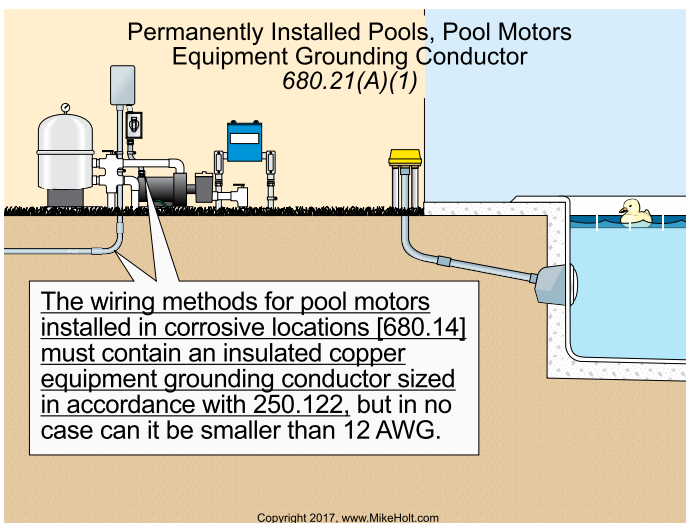 Permanently Installed Pools, Pool Motors
Equipment Grounding Conductor
680.21(A)(1)
The wiring methods for pool motors
installed in corrosive locations [680.14]
must contain an insulated copper
equipment grounding conductor sized
in accordance with 250.122, but in no
case can it be smaller than 12 AWG.
Copyright 2017, www.MikeHolt.com